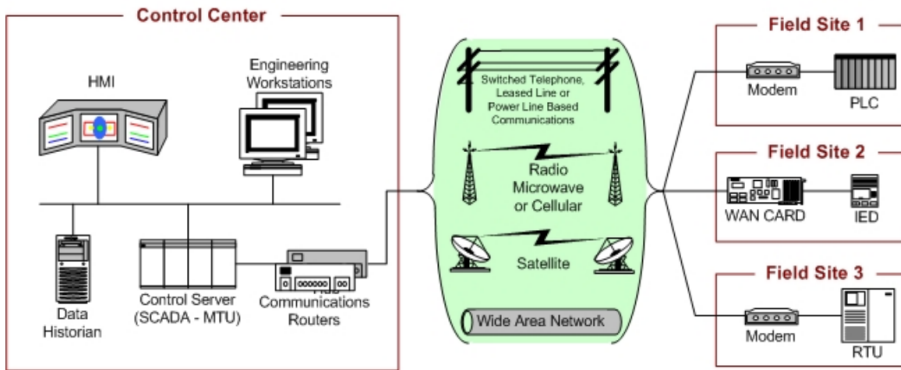 Control Center
HMI
Engineering
Workstations
Data
Historian
Control Server
(SCADA - MTU)
Communications
Routers
Switched Telephone,
Leased Line or
Power Line Based
Communications
Radio
Microwave
or Cellular
Satellite
Wide Area Network
Field Site 1
Modem
PLC
Field Site 2
WAN CARD
IED
Field Site 3
Modem
RTU